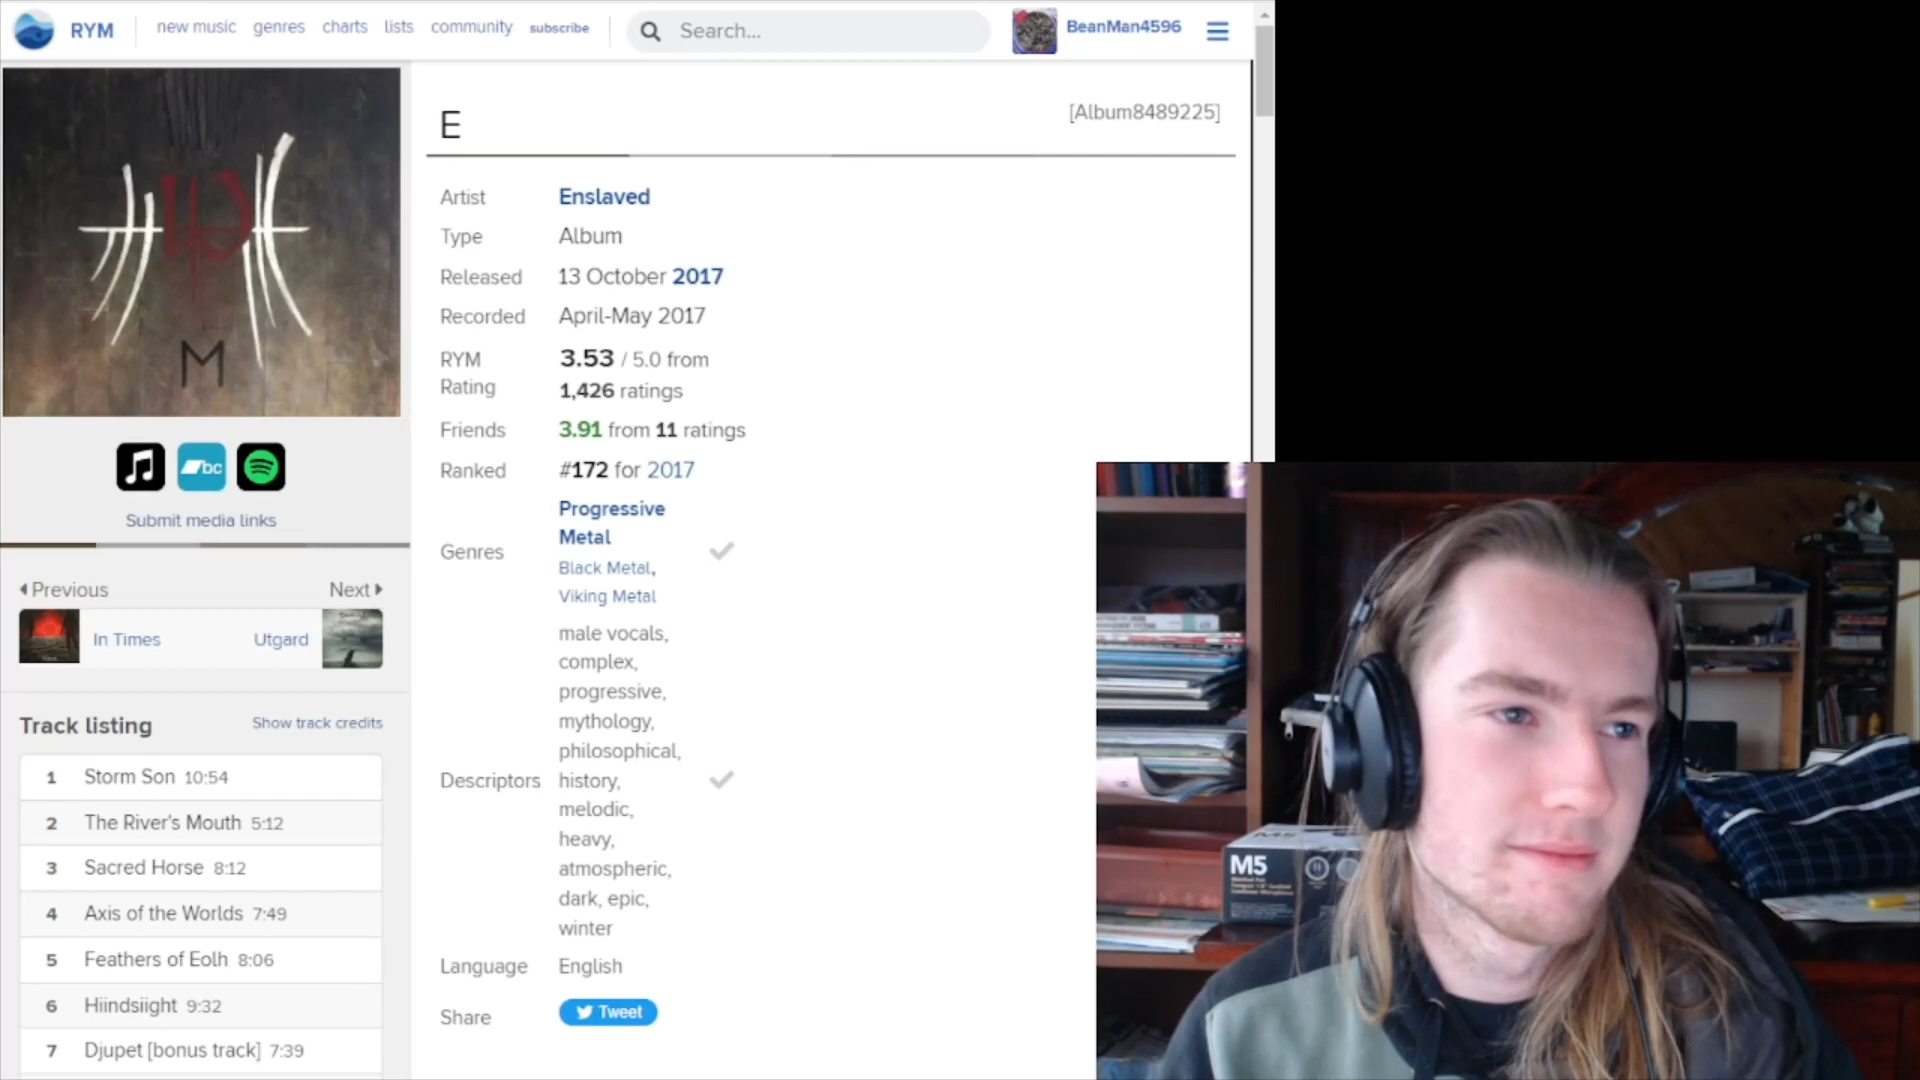 RYM
new music genres charts lists community subscribe
Search...
BeanMan4596
E
[Album8489225]
Artist Enslaved
Type Album
Released 13 October 2017
Recorded April-May 2017
RYM Rating 3.53 / 5.0 from
1,426 ratings
Friends 3.91 from 11 ratings
Ranked #172 for 2017
Genres
Progressive
Metal
Black Metal,
Viking Metal
Descriptors
male vocals,
complex,
progressive,
mythology,
philosophical,
history,
melodic,
heavy,
atmospheric,
dark, epic,
winter
Language English
Share Tweet
M
bc
Submit media links
Previous Next
In Times Utgard
Track listing Show track credits
1 Storm Son 10:54
2 The River's Mouth 5:12
3 Sacred Horse 8:12
4 Axis of the Worlds 7:49
5 Feathers of Eolh 8:06
6 Hiindsiight 9:32
7 Djupet [bonus track] 7:39
M5